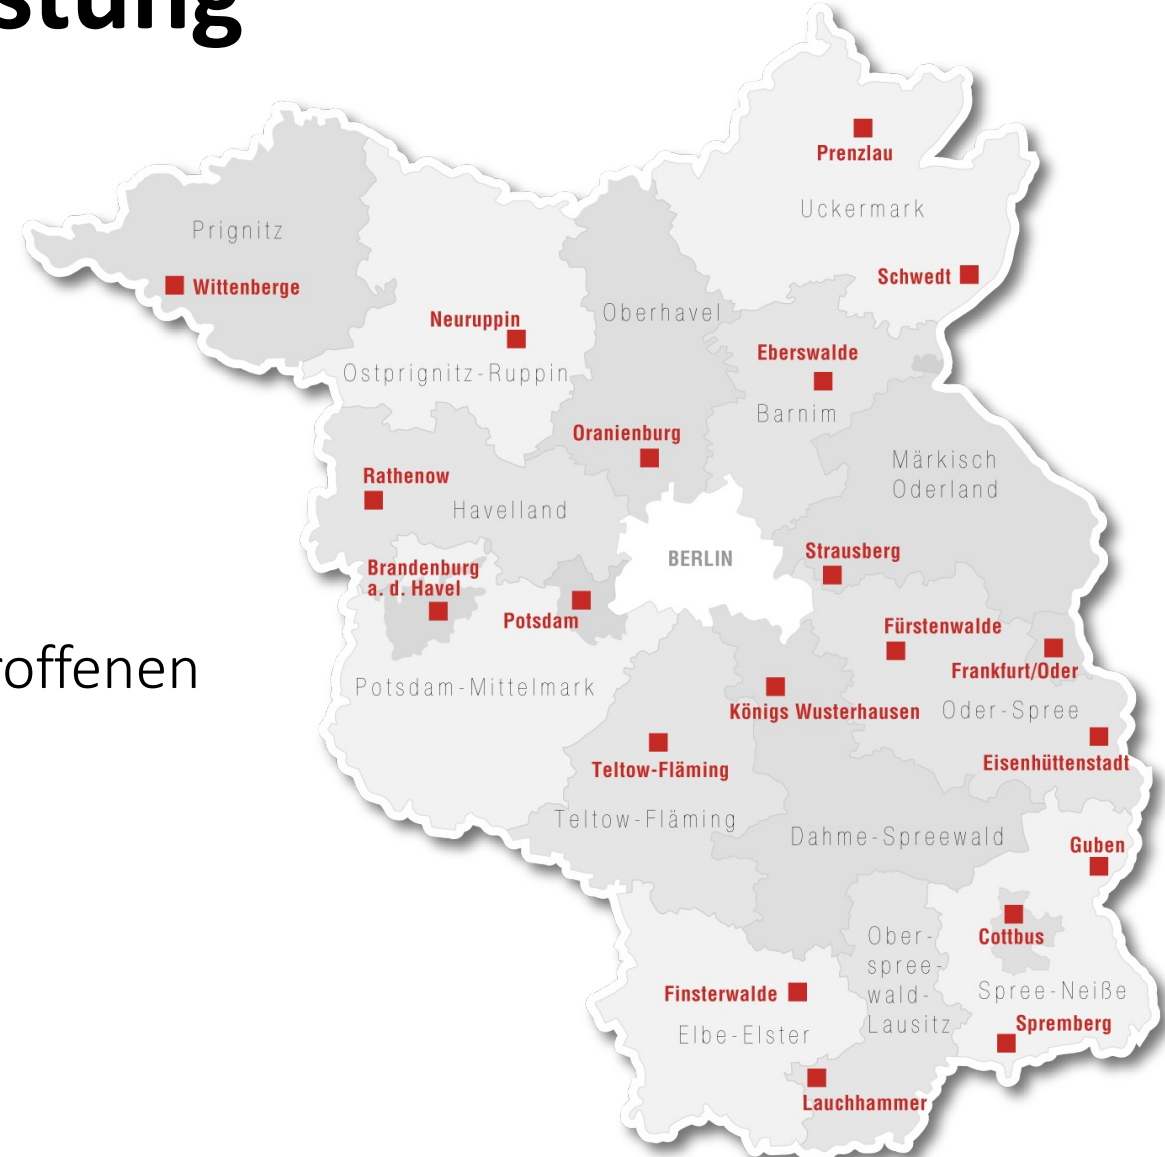 stung
Prenzlau
Uckermark
Prignitz
Schwedt
Wittenberge
Oberhavel
Neuruppin
Eberswalde
Ostprignitz-Ruppin
Barnim
Oranienburg
Märkisch
Oderland
Rathenow
Havelland
BERLIN
Strausberg
Brandenburg
a. d. Havel
Potsdam
Fürstenwalde
roffenen
Frankfurt/Oder
Potsdam-Mittelmark
Königs Wusterhausen
Oder-Spree
Eisenhüttenstadt
Teltow-Fläming
Teltow-Fläming
Dahme-Spreewald
Guben
Cottbus
Ober-
spree-
wald-
Lausitz
Finsterwalde
Spree-Neiße
Elbe-Elster
Spremberg
Lauchhammer